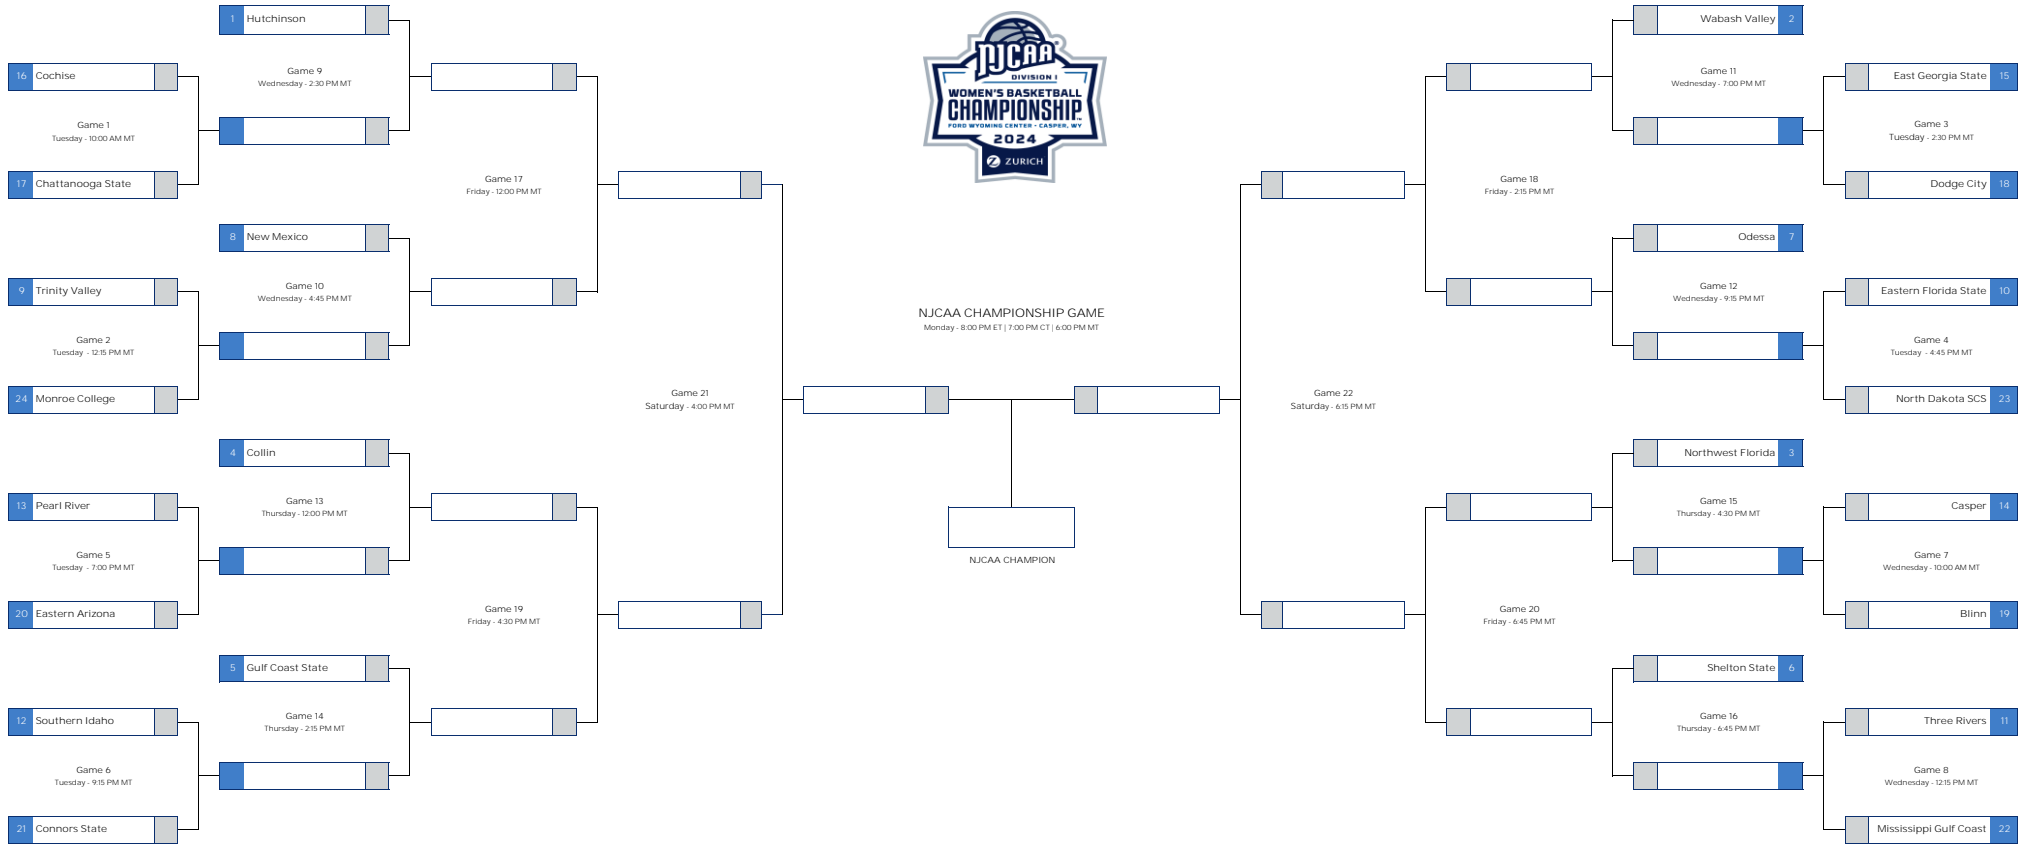 1 Hutchinson
Game 9
Wednesday - 2:30 PM MT
16 Cochise
Game 1
Tuesday - 10:00 AM MT
17 Chattanooga State
Game 17
Friday - 12:00 PM MT
8 New Mexico
Game 10
Wednesday - 4:45 PM MT
9 Trinity Valley
Game 2
Tuesday - 12:15 PM MT
24 Monroe College
Game 21
Saturday - 4:00 PM MT
4 Collin
Game 13
Thursday - 12:00 PM MT
13 Pearl River
Game 5
Tuesday - 7:00 PM MT
20 Eastern Arizona
Game 19
Friday - 4:30 PM MT
5 Gulf Coast State
Game 14
Thursday - 2:15 PM MT
12 Southern Idaho
Game 6
Tuesday - 9:15 PM MT
21 Connors State
NJCAA
DIVISION I
WOMEN'S BASKETBALL
CHAMPIONSHIP™
FORD WYOMING CENTER · CASPER, WY
2024
Z ZURICH
NJCAA CHAMPIONSHIP GAME
Monday - 8:00 PM ET | 7:00 PM CT | 6:00 PM MT
NJCAA CHAMPION
Wabash Valley 2
Game 11
Wednesday - 7:00 PM MT
East Georgia State 15
Game 3
Tuesday - 2:30 PM MT
Dodge City 18
Game 18
Friday - 2:15 PM MT
Odessa 7
Game 12
Wednesday - 9:15 PM MT
Eastern Florida State 10
Game 4
Tuesday - 4:45 PM MT
North Dakota SCS 23
Game 22
Saturday - 6:15 PM MT
Northwest Florida 3
Game 15
Thursday - 4:30 PM MT
Casper 14
Game 7
Wednesday - 10:00 AM MT
Blinn 19
Game 20
Friday - 6:45 PM MT
Shelton State 6
Game 16
Thursday - 6:45 PM MT
Three Rivers 11
Game 8
Wednesday - 12:15 PM MT
Mississippi Gulf Coast 22